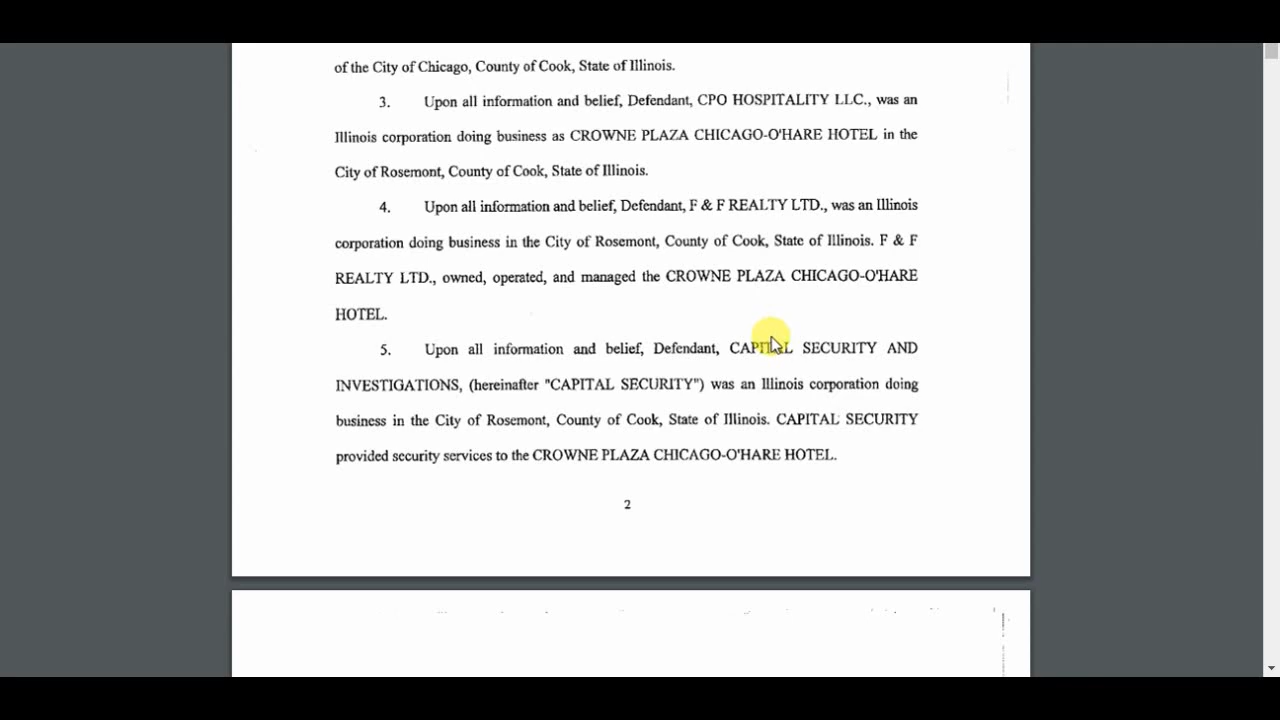 of the City of Chicago, County of Cook, State of Illinois.
3. Upon all information and belief, Defendant, CPO HOSPITALITY LLC., was an
Illinois corporation doing business as CROWNE PLAZA CHICAGO-O'HARE HOTEL in the
City of Rosemont, County of Cook, State of Illinois.
4. Upon all information and belief, Defendant, F & F REALTY LTD., was an Illinois
corporation doing business in the City of Rosemont, County of Cook, State of Illinois. F & F
REALTY LTD., owned, operated, and managed the CROWNE PLAZA CHICAGO-O'HARE
HOTEL.
5. Upon all information and belief, Defendant, CAPITAL SECURITY AND
INVESTIGATIONS, (hereinafter "CAPITAL SECURITY") was an Illinois corporation doing
business in the City of Rosemont, County of Cook, State of Illinois. CAPITAL SECURITY
provided security services to the CROWNE PLAZA CHICAGO-O'HARE HOTEL.
2